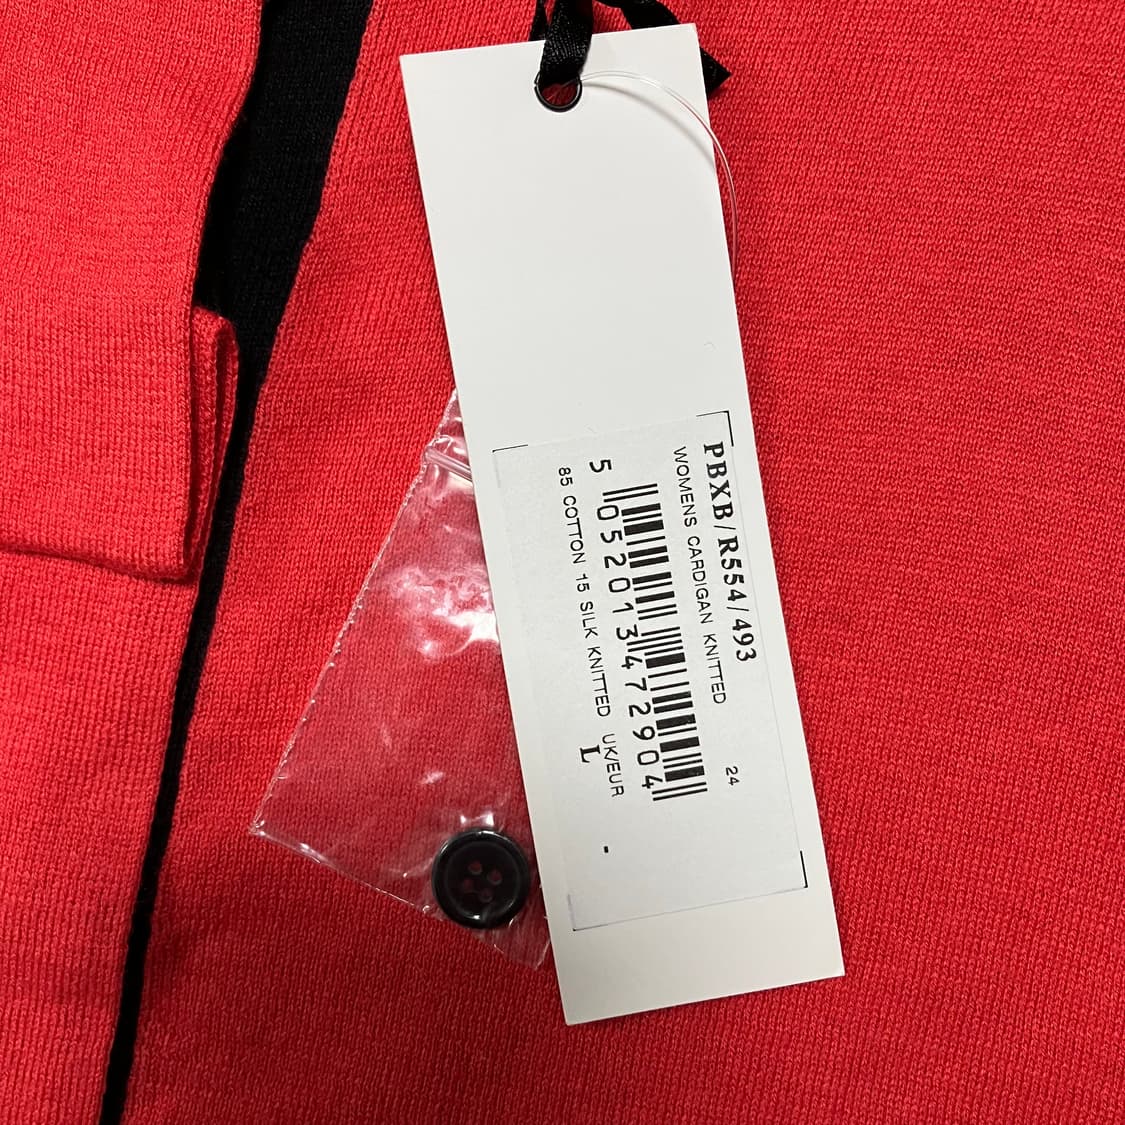 PBXB/R554/493
WOMENS CARDIGAN KNITTED 24
5 052013 472904
85 COTTON 15 SILK KNITTED UK/EUR
L